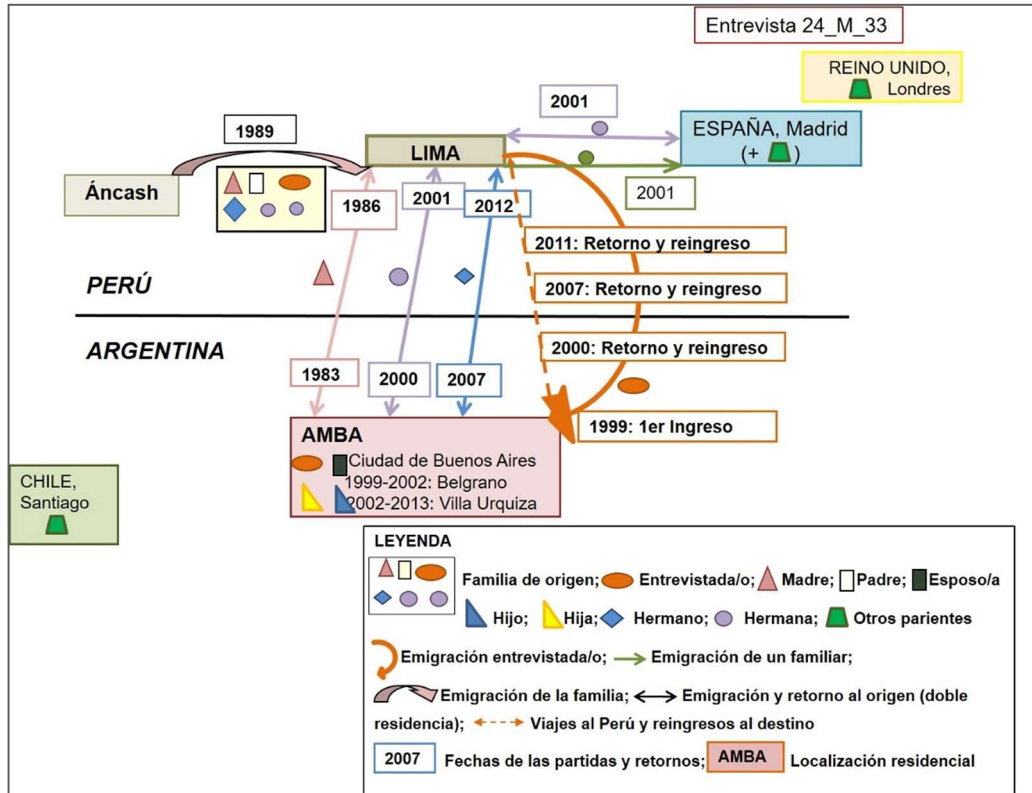 Entrevista 24_M_33
REINO UNIDO,
Londres
2001
1989
ESPAÑA, Madrid
(+ )
LIMA
Áncash
1986
2001
2012
2001
2011: Retorno y reingreso
PERÚ
2007: Retorno y reingreso
ARGENTINA
2000: Retorno y reingreso
1983
2000
2007
1999: 1er Ingreso
AMBA
Ciudad de Buenos Aires
1999-2002: Belgrano
2002-2013: Villa Urquiza
CHILE,
Santiago
LEYENDA
Familia de origen; Entrevistada/o; Madre; Padre; Esposo/a
Hijo; Hija; Hermano; Hermana; Otros parientes
Emigración entrevistada/o; Emigración de un familiar;
Emigración de la familia; Emigración y retorno al origen (doble
residencia); Viajes al Perú y reingresos al destino
2007 Fechas de las partidas y retornos; AMBA Localización residencial